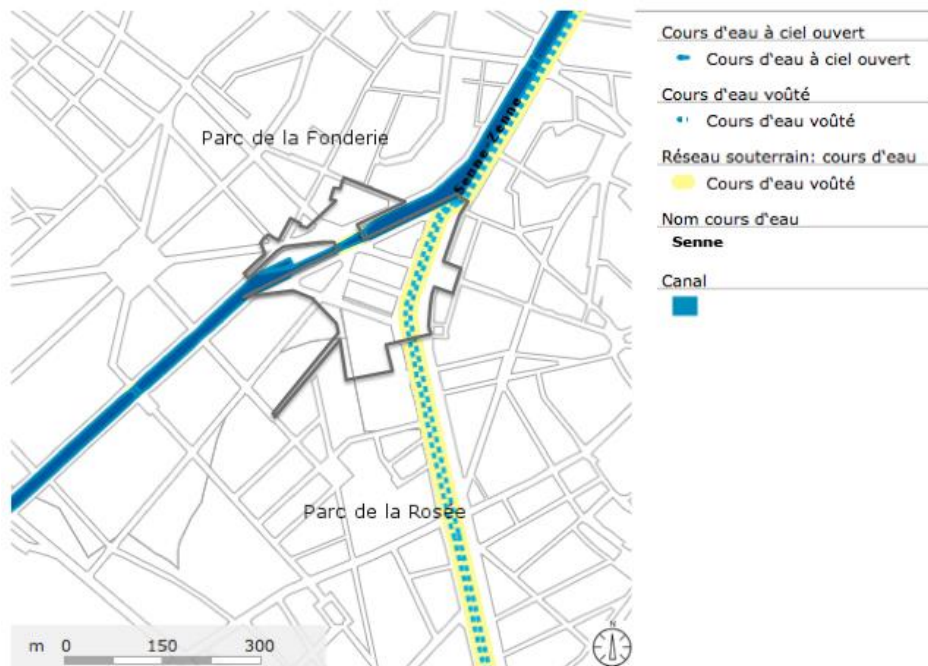 Parc de la Fonderie
Senne-Zenne
Parc de la Rosée
m 0 150 300
N
Cours d'eau à ciel ouvert
Cours d'eau à ciel ouvert
Cours d'eau voûté
Cours d'eau voûté
Réseau souterrain: cours d'eau
Cours d'eau voûté
Nom cours d'eau
Senne
Canal